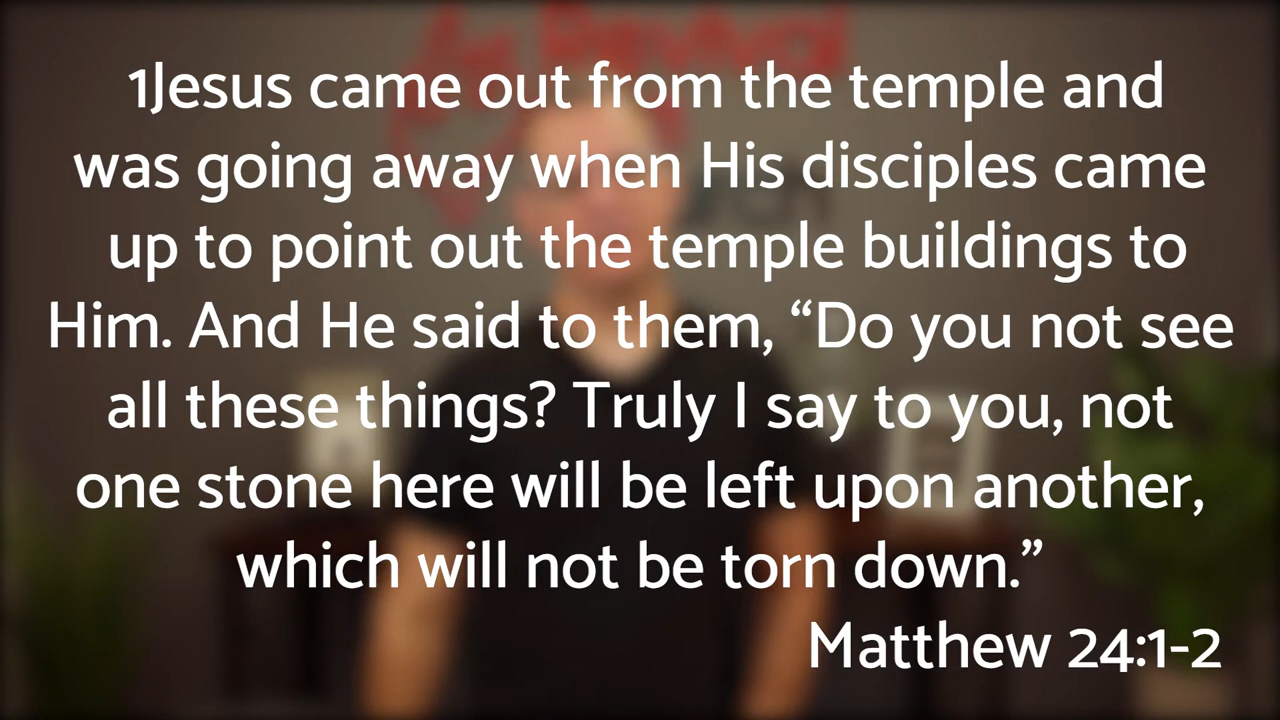 1Jesus came out from the temple and
was going away when His disciples came
up to point out the temple buildings to
Him. And He said to them, “Do you not see
all these things? Truly I say to you, not
one stone here will be left upon another,
which will not be torn down.”
Matthew 24:1-2